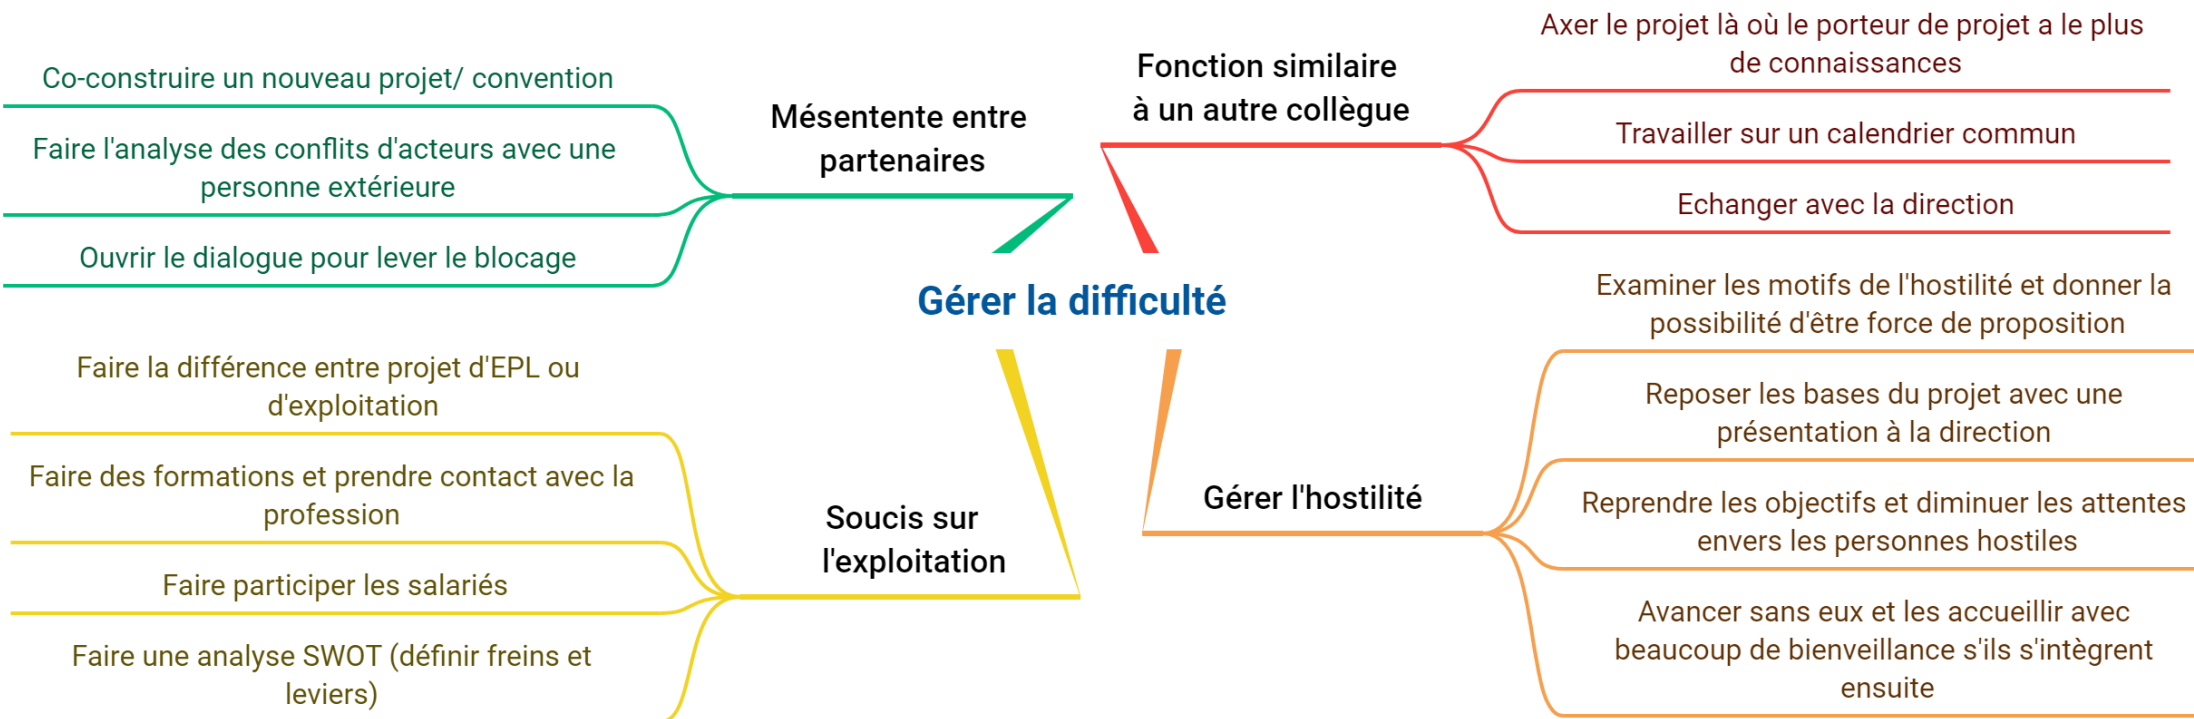 Gérer la difficulté
Fonction similaire
à un autre collègue
Axer le projet là où le porteur de projet a le plus
de connaissances
Travailler sur un calendrier commun
Echanger avec la direction
Gérer l'hostilité
Examiner les motifs de l'hostilité et donner la
possibilité d'être force de proposition
Reposer les bases du projet avec une
présentation à la direction
Reprendre les objectifs et diminuer les attentes
envers les personnes hostiles
Avancer sans eux et les accueillir avec
beaucoup de bienveillance s'ils s'intègrent
ensuite
Mésentente entre
partenaires
Co-construire un nouveau projet/ convention
Faire l'analyse des conflits d'acteurs avec une
personne extérieure
Ouvrir le dialogue pour lever le blocage
Soucis sur
l'exploitation
Faire la différence entre projet d'EPL ou
d'exploitation
Faire des formations et prendre contact avec la
profession
Faire participer les salariés
Faire une analyse SWOT (définir freins et
leviers)